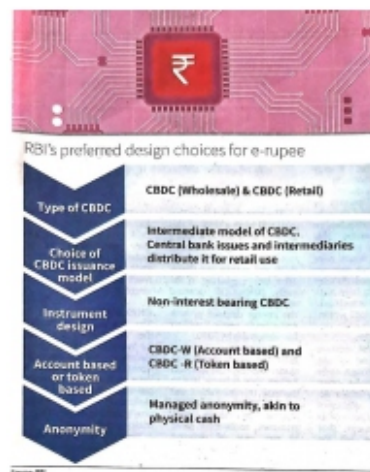 ₹
RBI's preferred design choices for e-rupee
Type of CBDC
CBDC (Wholesale) & CBDC (Retail)
Choice of
CBDC issuance
model
Intermediate model of CBDC.
Central bank issues and intermediaries
distribute it for retail use
Instrument
design
Non-interest bearing CBDC
Account based
or token
based
CBDC-W (Account based) and
CBDC -R (Token based)
Anonymity
Managed anonymity, akin to
physical cash